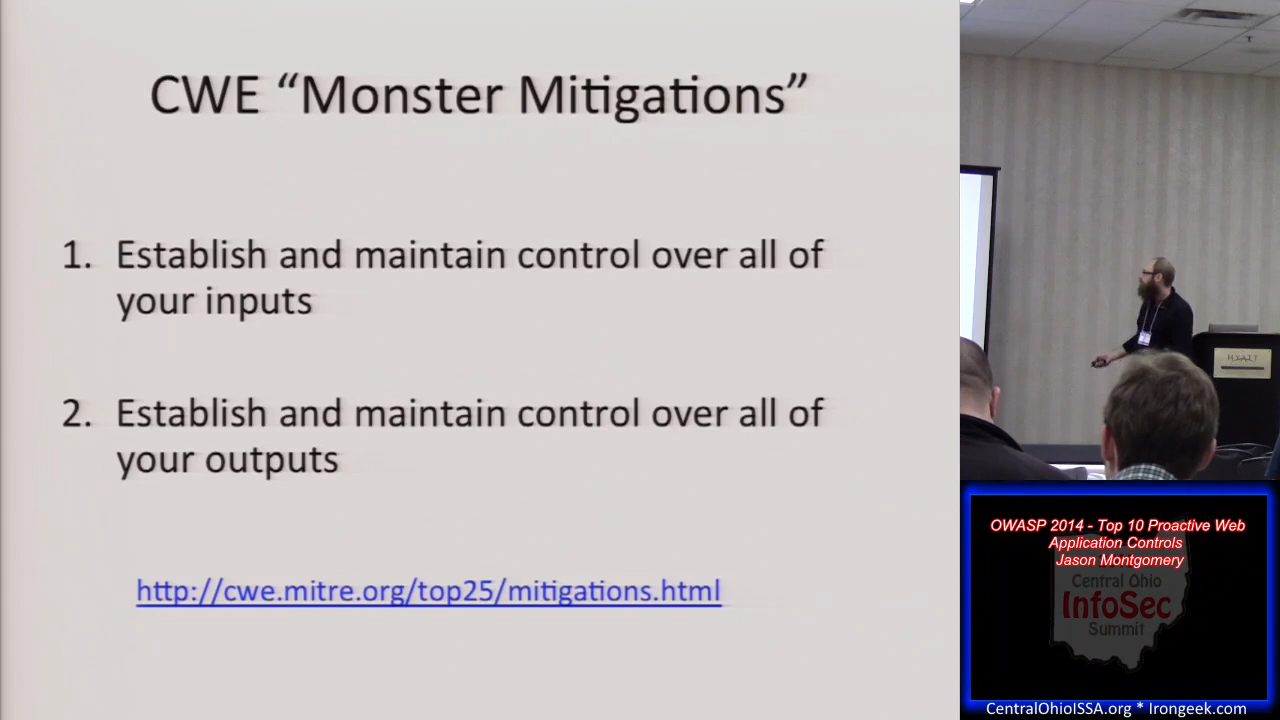 CWE “Monster Mitigations”
1. Establish and maintain control over all of
your inputs
2. Establish and maintain control over all of
your outputs
http://cwe.mitre.org/top25/mitigations.html
HYATT
OWASP 2014 - Top 10 Proactive Web
Application Controls
Jason Montgomery
Central Ohio
InfoSec
Summit
CentralOhioISSA.org * Irongeek.com